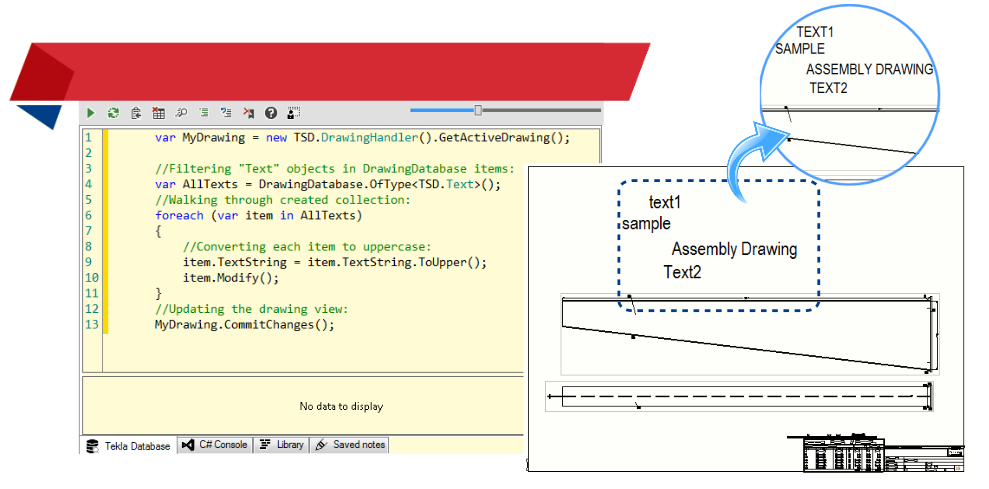 TEXT1
SAMPLE
ASSEMBLY DRAWING
TEXT2
1 var MyDrawing = new TSD.DrawingHandler().GetActiveDrawing();
2
3 //Filtering "Text" objects in DrawingDatabase items:
4 var AllTexts = DrawingDatabase.OfType<TSD.Text>();
5 //Walking through created collection:
6 foreach (var item in AllTexts)
7 {
8 //Converting each item to uppercase:
9 item.TextString = item.TextString.ToUpper();
10 item.Modify();
11 }
12 //Updating the drawing view:
13 MyDrawing.CommitChanges();
text1
sample
Assembly Drawing
Text2
No data to display
Tekla Database C# Console Library Saved notes